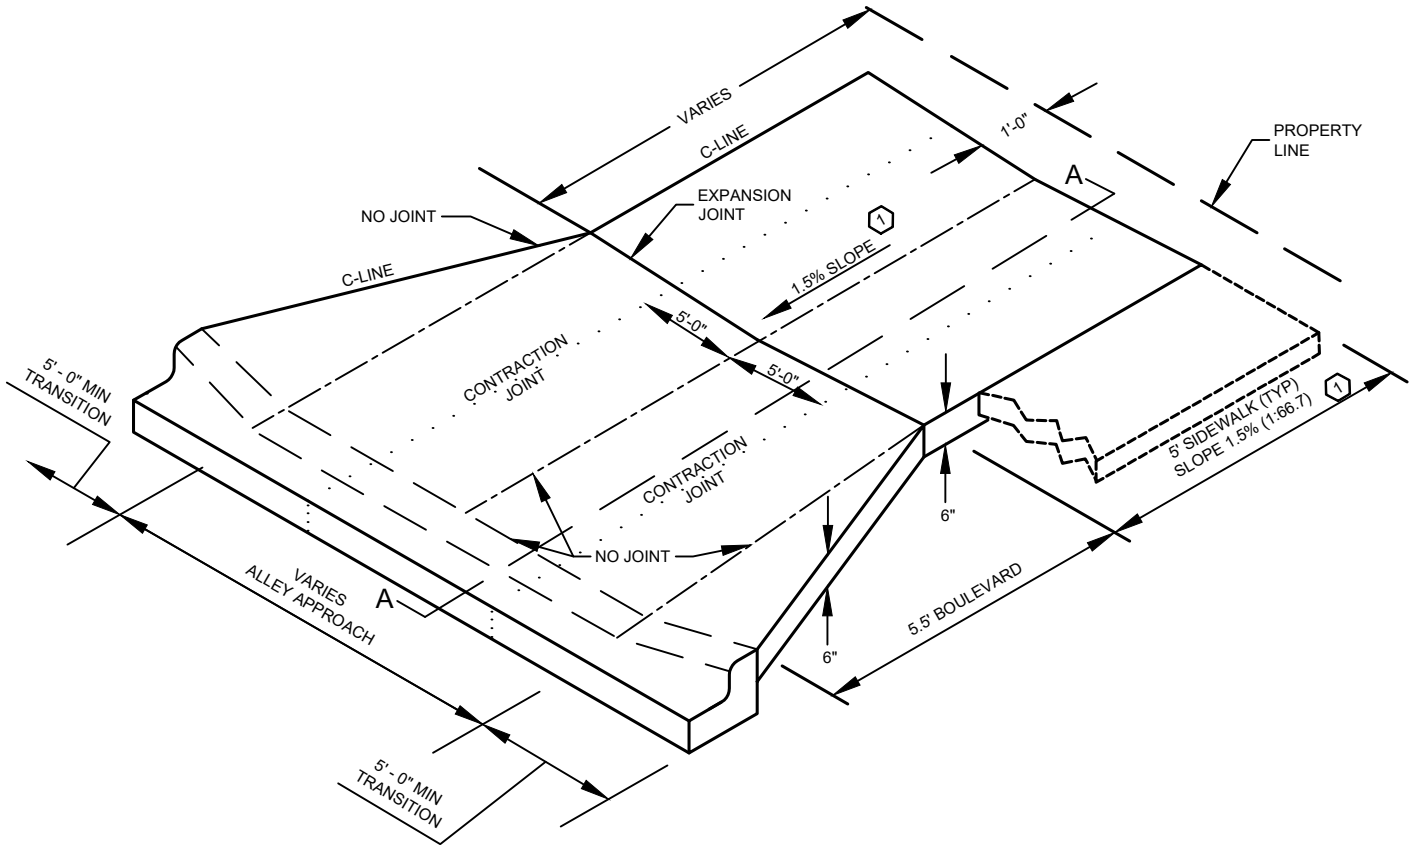 VARIES
C-LINE
1'-0"
PROPERTY
LINE
A
EXPANSION
JOINT
NO JOINT
1
C-LINE
1.5% SLOPE
5'-0"
5'-0"
CONTRACTION
JOINT
5' - 0" MIN
TRANSITION
5' SIDEWALK (TYP)
SLOPE 1.5% (1:66.7)
1
CONTRACTION
JOINT
6"
NO JOINT
VARIES
ALLEY APPROACH
A
5.5' BOULEVARD
6"
5' - 0" MIN
TRANSITION